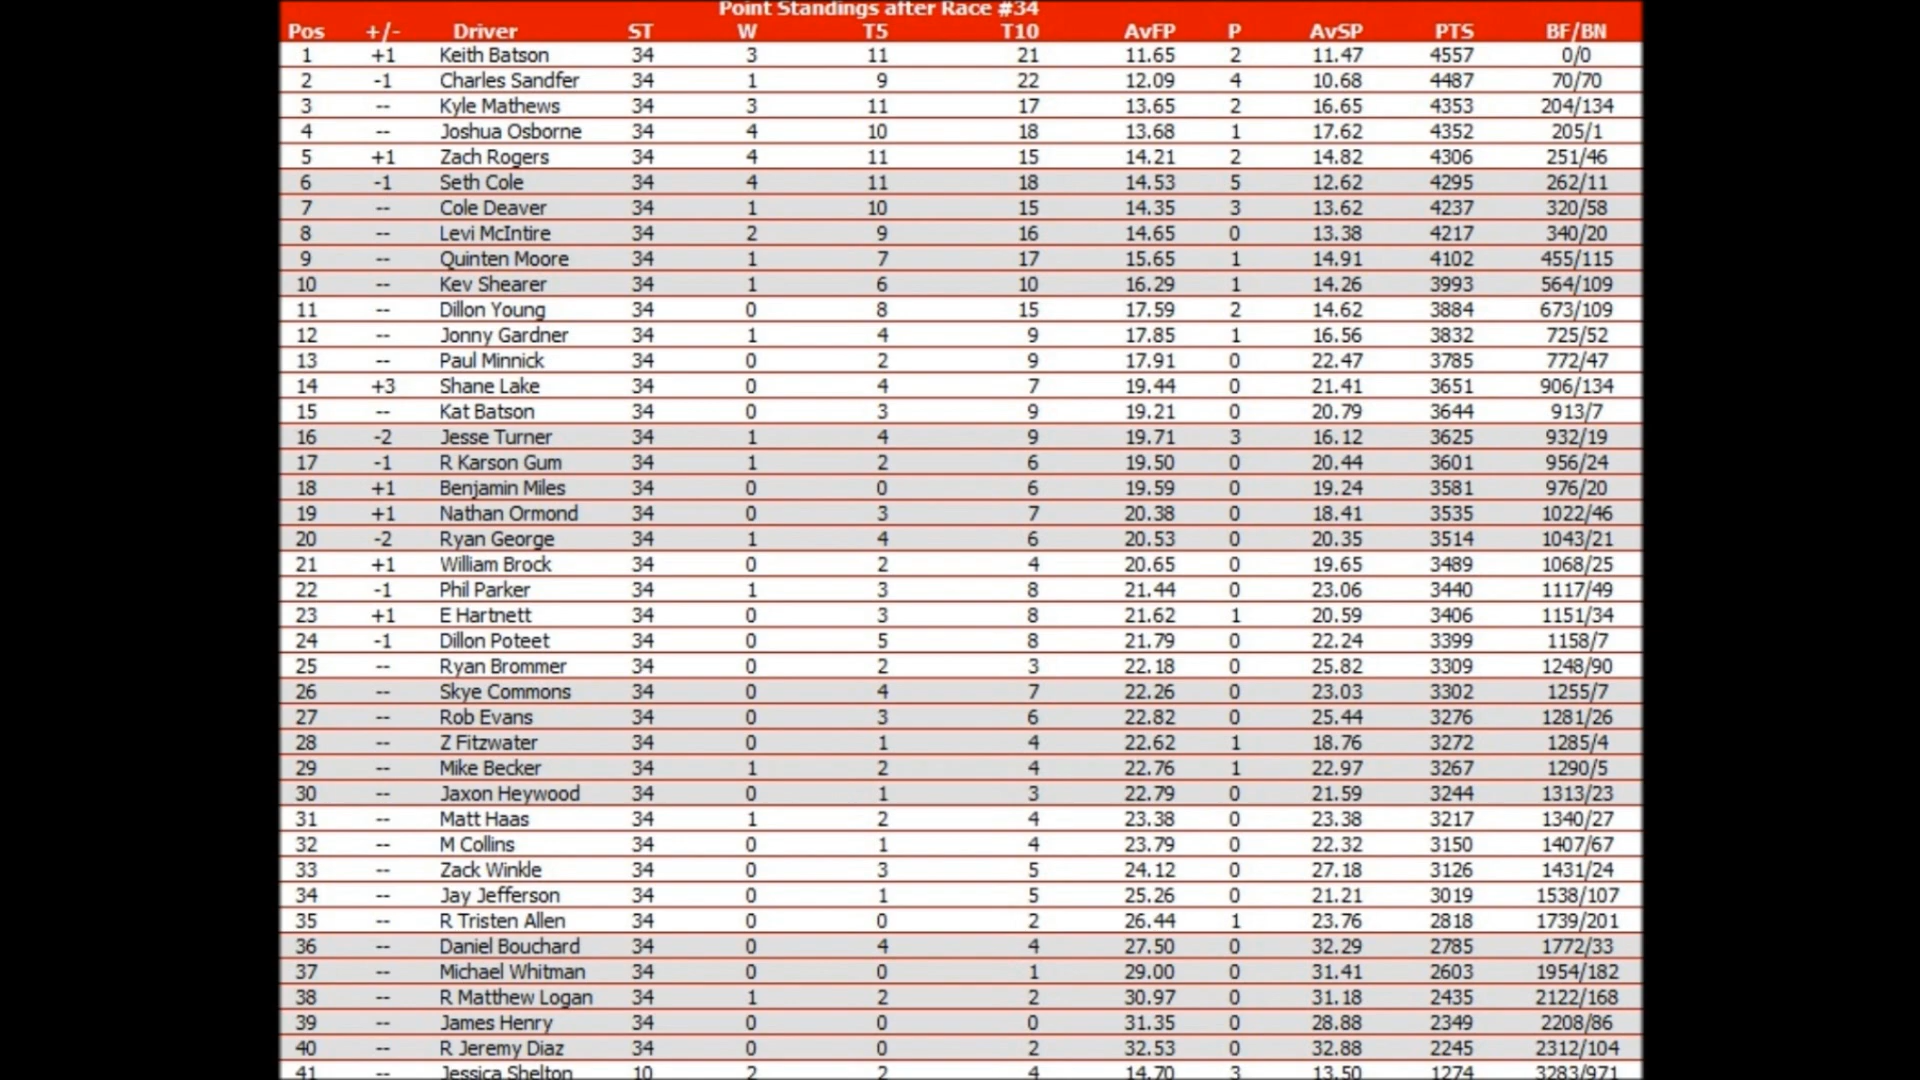 Point Standings after Race #34
Pos +/- Driver ST W T5 T10 AvFP P AvSP PTS BF/BN
1 +1 Keith Batson 34 3 11 21 11.65 2 11.47 4557 0/0
2 -1 Charles Sandfer 34 1 9 22 12.09 4 10.68 4487 70/70
3 -- Kyle Mathews 34 3 11 17 13.65 2 16.65 4353 204/134
4 -- Joshua Osborne 34 4 10 18 13.68 1 17.62 4352 205/1
5 +1 Zach Rogers 34 4 11 15 14.21 2 14.82 4306 251/46
6 -1 Seth Cole 34 4 11 18 14.53 5 12.62 4295 262/11
7 -- Cole Deaver 34 1 10 15 14.35 3 13.62 4237 320/58
8 -- Levi McIntire 34 2 9 16 14.65 0 13.38 4217 340/20
9 -- Quinten Moore 34 1 7 17 15.65 1 14.91 4102 455/115
10 -- Kev Shearer 34 1 6 10 16.29 1 14.26 3993 564/109
11 -- Dillon Young 34 0 8 15 17.59 2 14.62 3884 673/109
12 -- Jonny Gardner 34 1 4 9 17.85 1 16.56 3832 725/52
13 -- Paul Minnick 34 0 2 9 17.91 0 22.47 3785 772/47
14 +3 Shane Lake 34 0 4 7 19.44 0 21.41 3651 906/134
15 -- Kat Batson 34 0 3 9 19.21 0 20.79 3644 913/7
16 -2 Jesse Turner 34 1 4 9 19.71 3 16.12 3625 932/19
17 -1 R Karson Gum 34 1 2 6 19.50 0 20.44 3601 956/24
18 +1 Benjamin Miles 34 0 0 6 19.59 0 19.24 3581 976/20
19 +1 Nathan Ormond 34 0 3 7 20.38 0 18.41 3535 1022/46
20 -2 Ryan George 34 1 4 6 20.53 0 20.35 3514 1043/21
21 +1 William Brock 34 0 2 4 20.65 0 19.65 3489 1068/25
22 -1 Phil Parker 34 1 3 8 21.44 0 23.06 3440 1117/49
23 +1 E Hartnett 34 0 3 8 21.62 1 20.59 3406 1151/34
24 -1 Dillon Poteet 34 0 5 8 21.79 0 22.24 3399 1158/7
25 -- Ryan Brommer 34 0 2 3 22.18 0 25.82 3309 1248/90
26 -- Skye Commons 34 0 4 7 22.26 0 23.03 3302 1255/7
27 -- Rob Evans 34 0 3 6 22.82 0 25.44 3276 1281/26
28 -- Z Fitzwater 34 0 1 4 22.62 1 18.76 3272 1285/4
29 -- Mike Becker 34 1 2 4 22.76 1 22.97 3267 1290/5
30 -- Jaxon Heywood 34 0 1 3 22.79 0 21.59 3244 1313/23
31 -- Matt Haas 34 1 2 4 23.38 0 23.38 3217 1340/27
32 -- M Collins 34 0 1 4 23.79 0 22.32 3150 1407/67
33 -- Zack Winkle 34 0 3 5 24.12 0 27.18 3126 1431/24
34 -- Jay Jefferson 34 0 1 5 25.26 0 21.21 3019 1538/107
35 -- R Tristen Allen 34 0 0 2 26.44 1 23.76 2818 1739/201
36 -- Daniel Bouchard 34 0 4 4 27.50 0 32.29 2785 1772/33
37 -- Michael Whitman 34 0 0 1 29.00 0 31.41 2603 1954/182
38 -- R Matthew Logan 34 1 2 2 30.97 0 31.18 2435 2122/168
39 -- James Henry 34 0 0 0 31.35 0 28.88 2349 2208/86
40 -- R Jeremy Diaz 34 0 0 2 32.53 0 32.88 2245 2312/104
41 -- Jessica Shelton 10 2 2 4 14.70 3 13.50 1274 3283/971